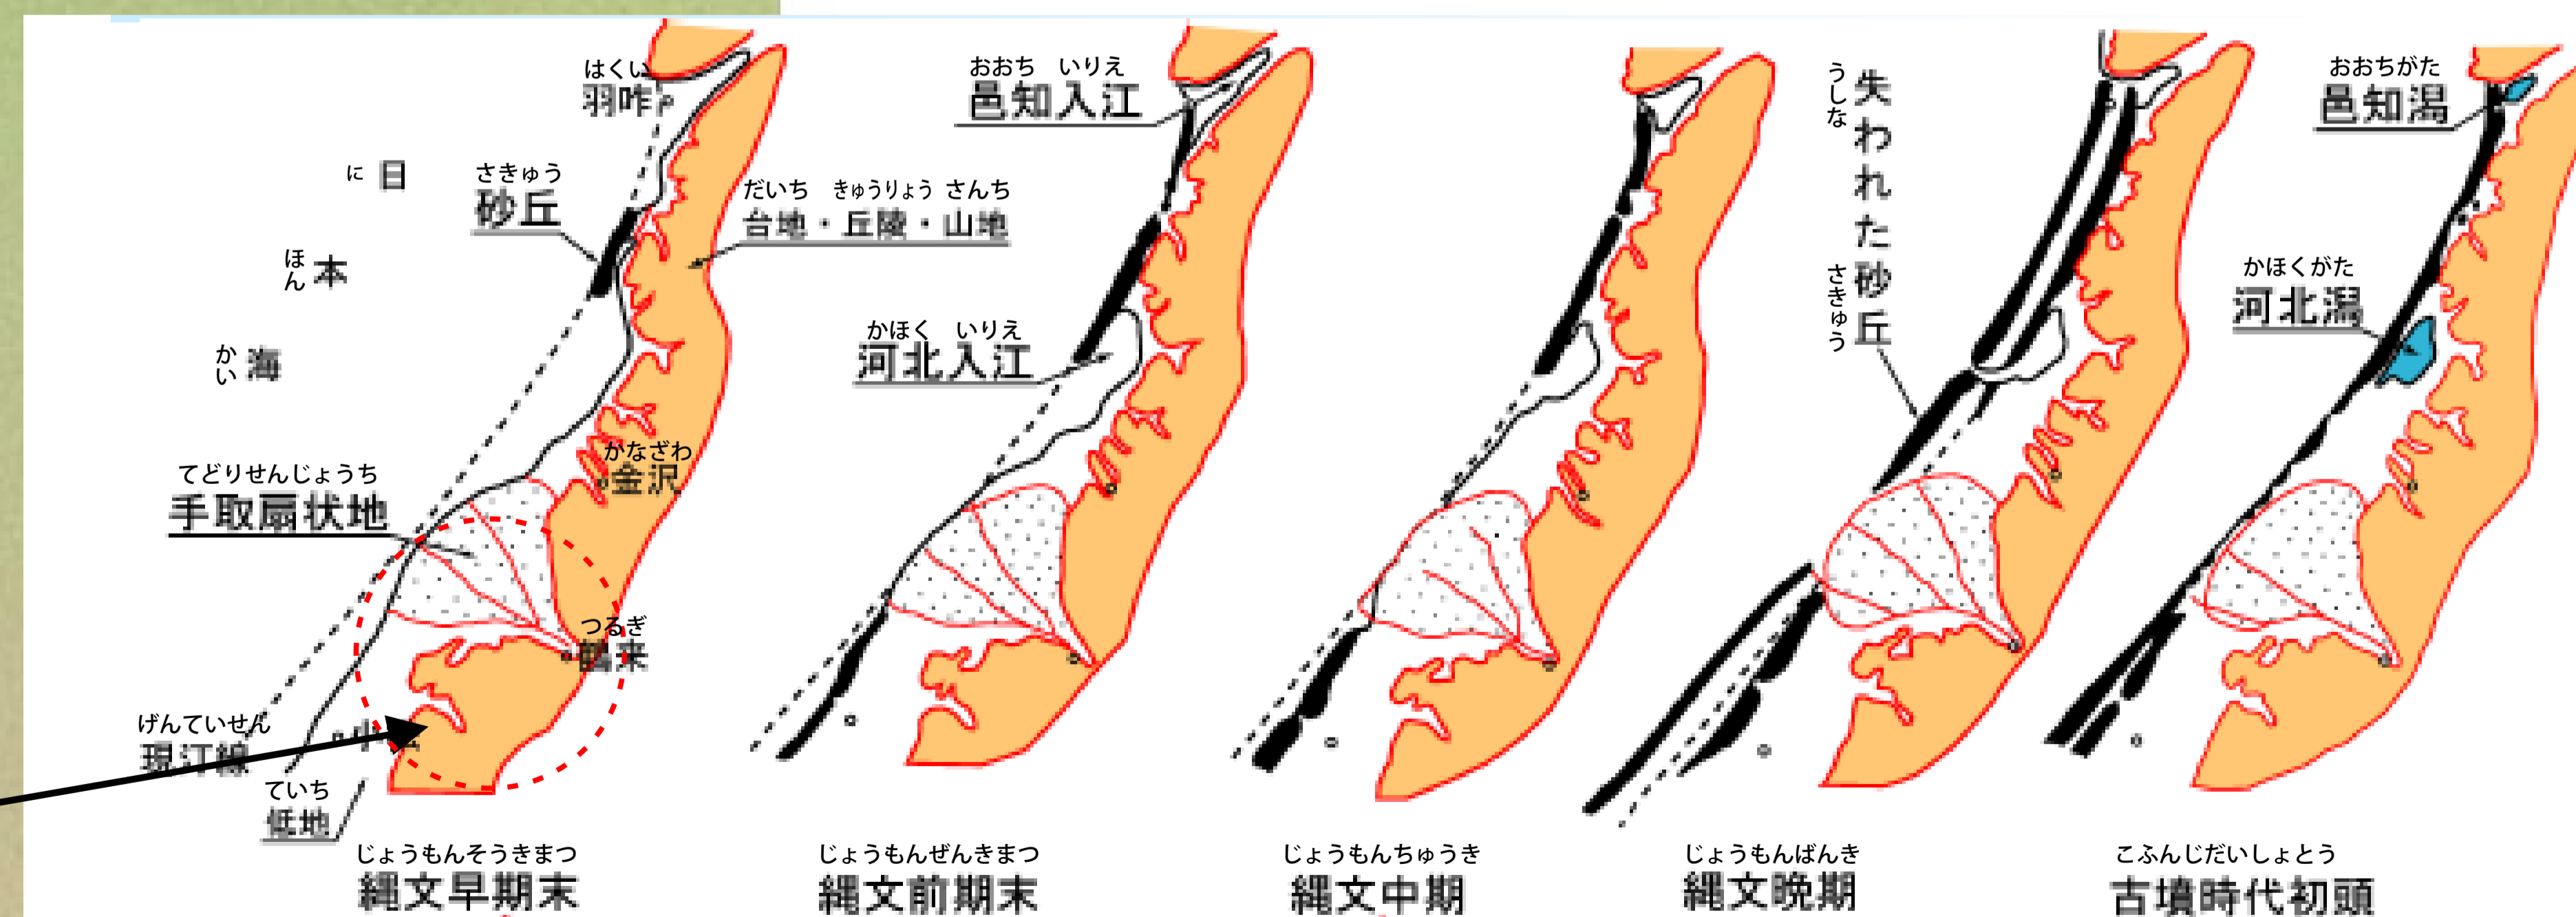 はくい
羽咋
に
日
ほん
本
かい
海
さきゅう
砂丘
だいち きゅうりょう さんち
台地・丘陵・山地
てどりせんじょうち
手取扇状地
かなざわ
金沢
つるぎ
鶴来
げんていせん
現汀線
ていち
低地
じょうもんそうきまつ
縄文早期末
おおち いりえ
邑知入江
かほく いりえ
河北入江
じょうもんぜんきまつ
縄文前期末
じょうもんちゅうき
縄文中期
うしな さきゅう
失われた砂丘
じょうもんばんき
縄文晩期
おおちがた
邑知潟
かほくがた
河北潟
こふんじだいしょとう
古墳時代初頭